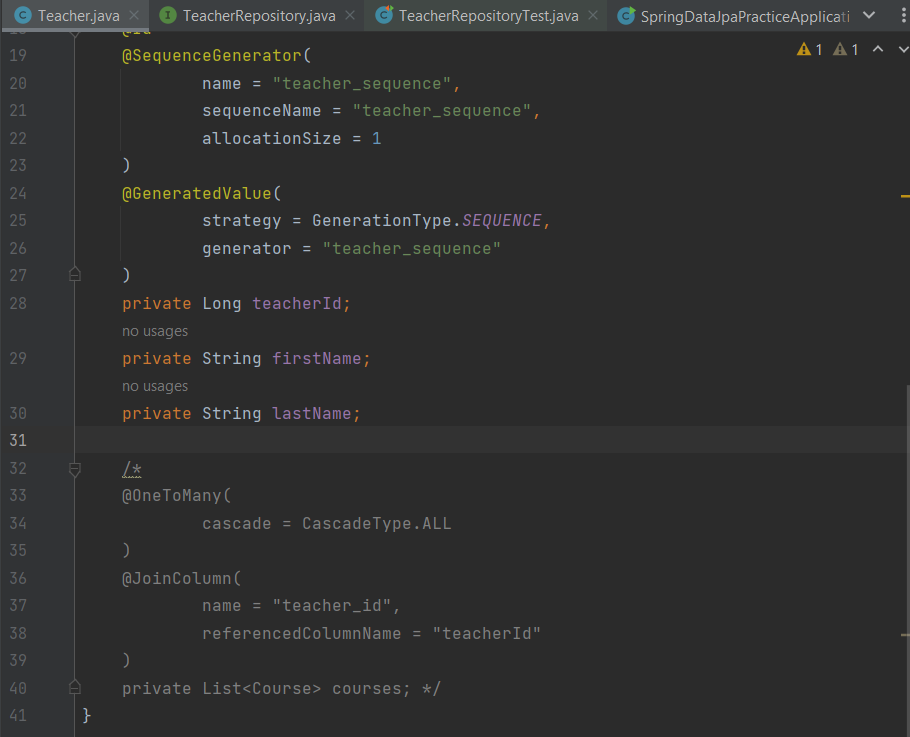 Teacher.java
TeacherRepository.java
TeacherRepositoryTest.java
SpringDataJpaPracticeApplicati
1 1
18 @Id
19 @SequenceGenerator(
20 name = "teacher_sequence",
21 sequenceName = "teacher_sequence",
22 allocationSize = 1
23 )
24 @GeneratedValue(
25 strategy = GenerationType.SEQUENCE,
26 generator = "teacher_sequence"
27 )
28 private Long teacherId;
no usages
29 private String firstName;
no usages
30 private String lastName;
31
32 /*
33 @OneToMany(
34 cascade = CascadeType.ALL
35 )
36 @JoinColumn(
37 name = "teacher_id",
38 referencedColumnName = "teacherId"
39 )
40 private List<Course> courses; */
41 }